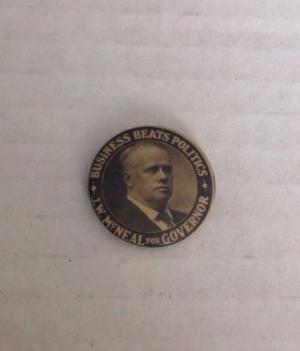 BUSINESS BEATS POLITICS
J.W. McNEAL FOR GOVERNOR